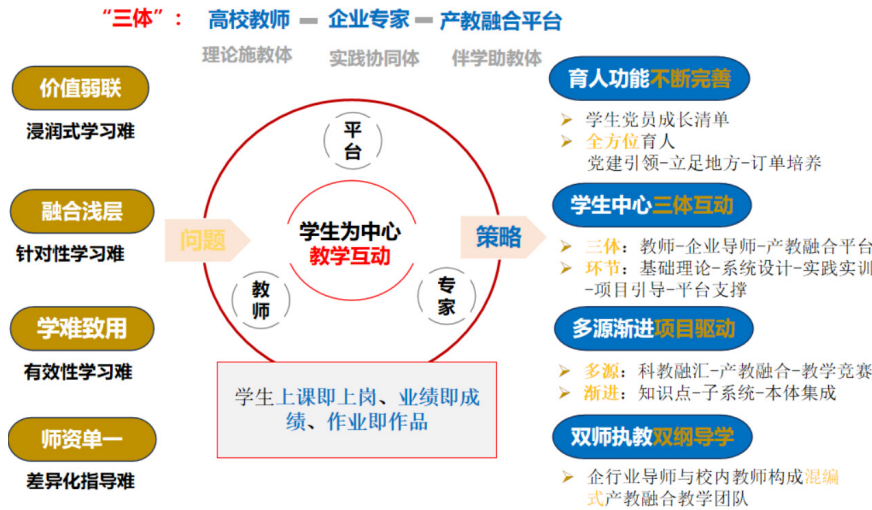 “三体”： 高校教师 — 企业专家 — 产教融合平台
理论施教体 实践协同体 伴学助教体
价值弱联
浸润式学习难
融合浅层
针对性学习难
学难致用
有效性学习难
师资单一
差异化指导难
问题
平台
学生为中心
教学互动
教师
专家
策略
学生上课即上岗、业绩即成
绩、作业即作品
育人功能不断完善
➢ 学生党员成长清单
➢ 全方位育人
党建引领-立足地方-订单培养
学生中心三体互动
➢ 三体：教师-企业导师-产教融合平台
➢ 环节：基础理论-系统设计-实践实训
-项目引导-平台支撑
多源渐进项目驱动
➢ 多源：科教融汇-产教融合-教学竞赛
➢ 渐进：知识点-子系统-本体集成
双师执教双纲导学
➢ 企行业导师与校内教师构成混编
式产教融合教学团队